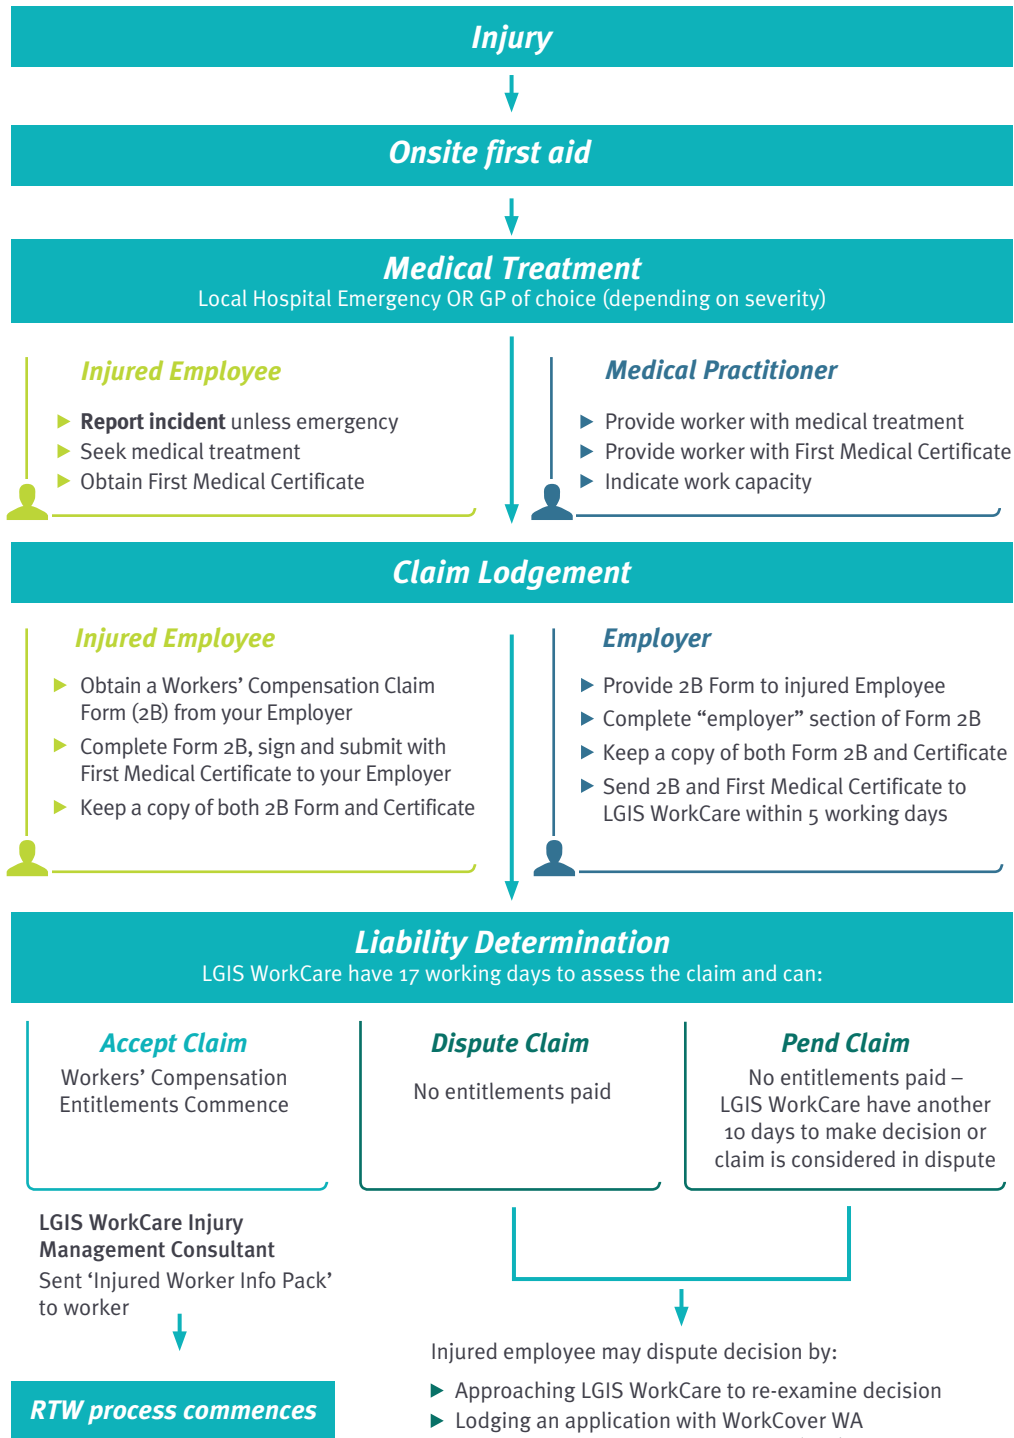 Injury
Onsite first aid
Medical Treatment
Local Hospital Emergency OR GP of choice (depending on severity)
Injured Employee
Report incident unless emergency
Seek medical treatment
Obtain First Medical Certificate
Medical Practitioner
Provide worker with medical treatment
Provide worker with First Medical Certificate
Indicate work capacity
Claim Lodgement
Injured Employee
Obtain a Workers’ Compensation Claim
Form (2B) from your Employer
Complete Form 2B, sign and submit with
First Medical Certificate to your Employer
Keep a copy of both 2B Form and Certificate
Employer
Provide 2B Form to injured Employee
Complete “employer” section of Form 2B
Keep a copy of both Form 2B and Certificate
Send 2B and First Medical Certificate to
LGIS WorkCare within 5 working days
Liability Determination
LGIS WorkCare have 17 working days to assess the claim and can:
Accept Claim
Workers’ Compensation
Entitlements Commence
Dispute Claim
No entitlements paid
Pend Claim
No entitlements paid –
LGIS WorkCare have another
10 days to make decision or
claim is considered in dispute
LGIS WorkCare Injury
Management Consultant
Sent ‘Injured Worker Info Pack’
to worker
RTW process commences
Injured employee may dispute decision by:
Approaching LGIS WorkCare to re-examine decision
Lodging an application with WorkCover WA